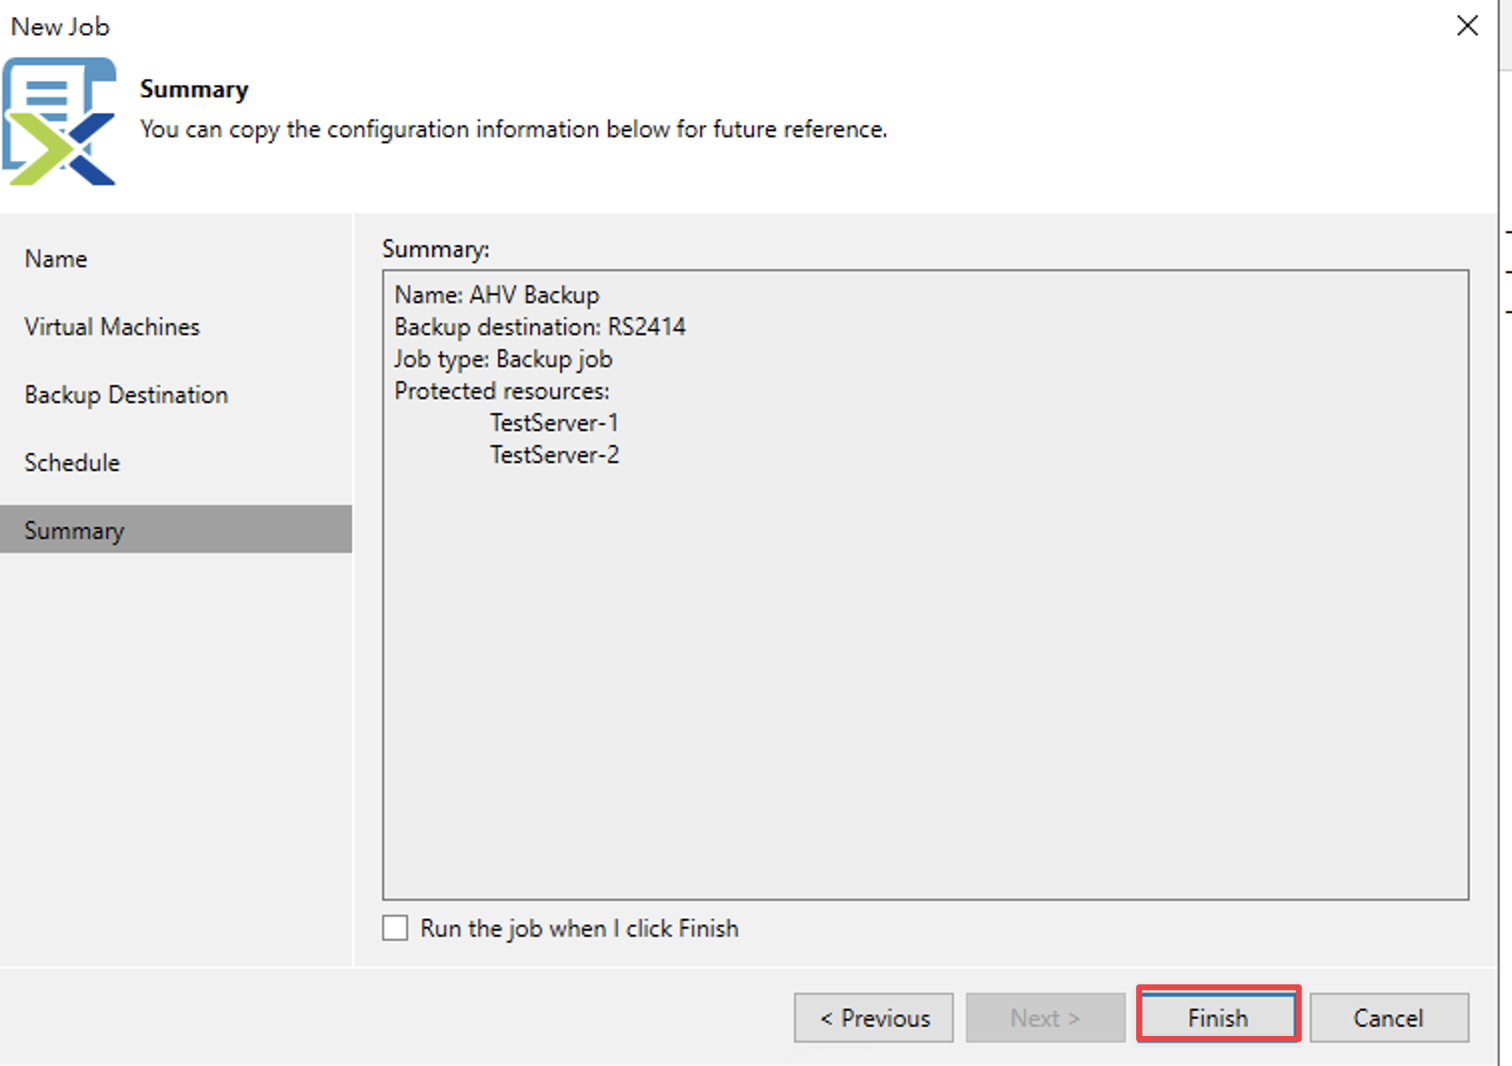 New Job
Summary
You can copy the configuration information below for future reference.
Name
Virtual Machines
Backup Destination
Schedule
Summary
Summary:
Name: AHV Backup
Backup destination: RS2414
Job type: Backup job
Protected resources:
TestServer-1
TestServer-2
Run the job when I click Finish
< Previous
Next >
Finish
Cancel